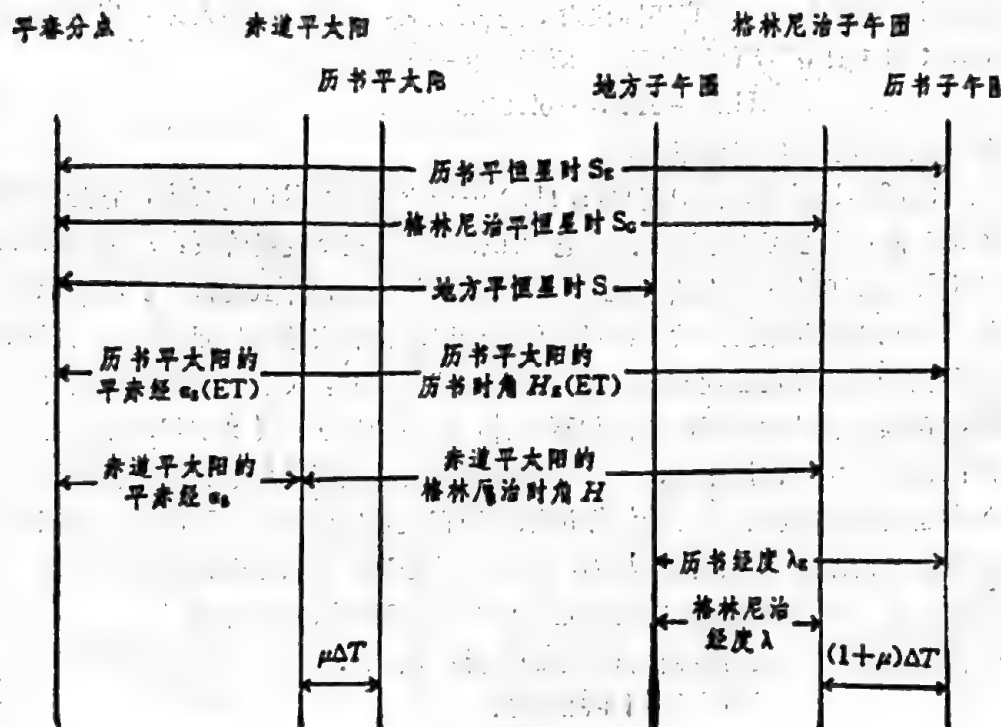 平春分点 赤道平太阳 格林尼治子午圈
历书平太阳 地方子午圈 历书子午圈
历书平恒星时 S_E
格林尼治平恒星时 S_G
地方平恒星时 S
历书平太阳的
平赤经 α_s(ET)
历书平太阳的
历书时角 H_E(ET)
赤道平太阳的
平赤经 α_s
赤道平太阳的
格林尼治时角 H
历书经度 λ_E
格林尼治
经度 λ
μΔT
(1+μ)ΔT